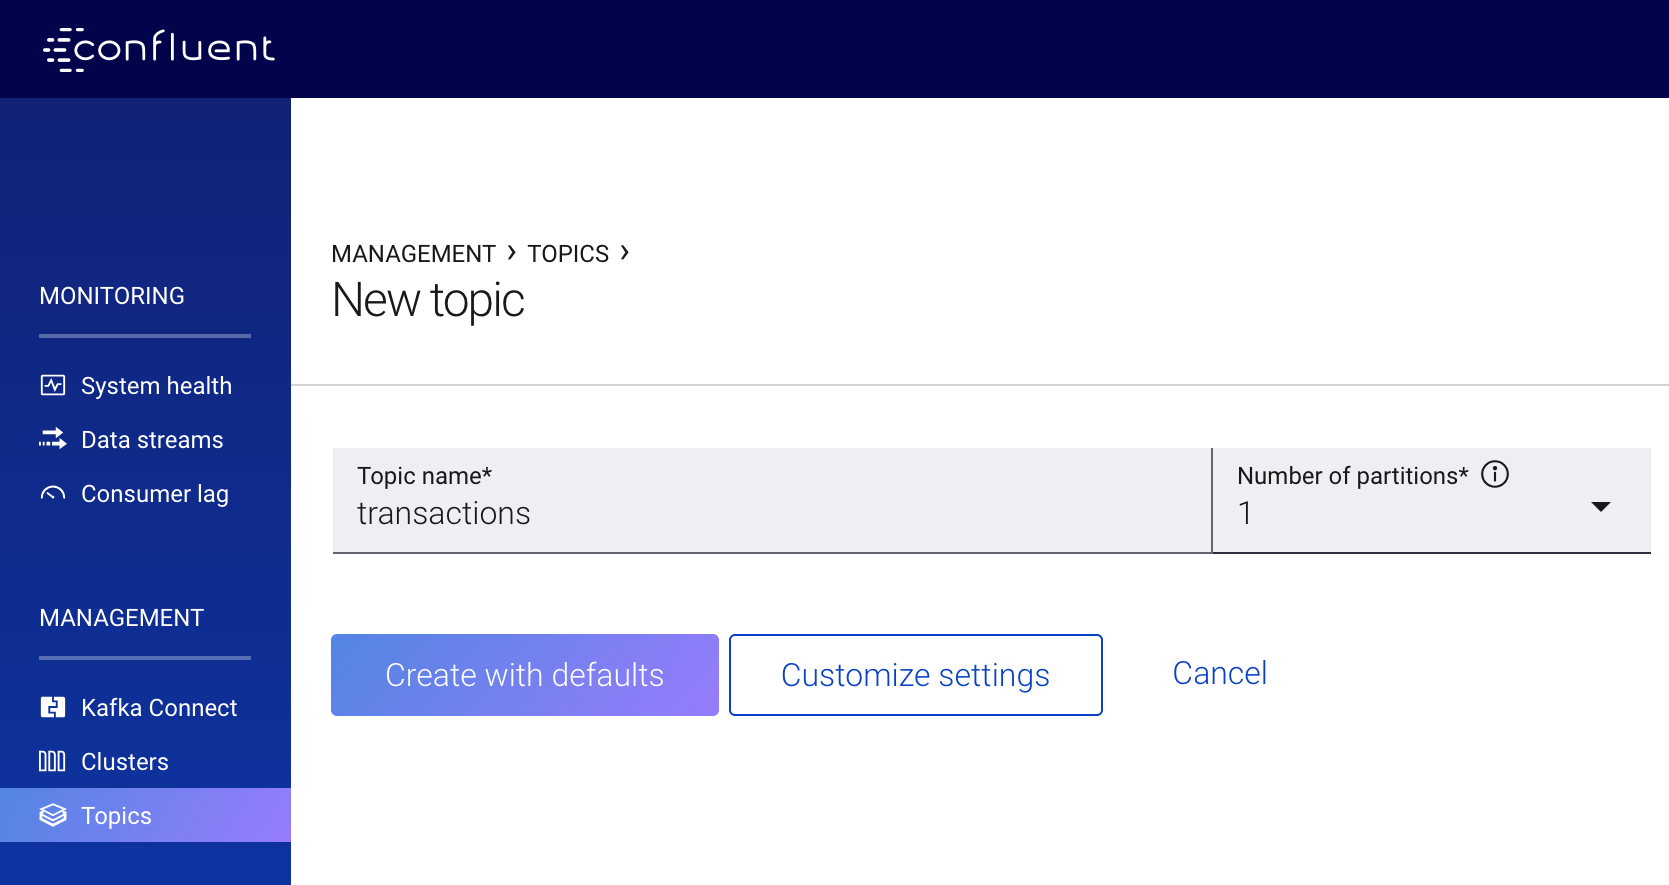 confluent
MONITORING
System health
Data streams
Consumer lag
MANAGEMENT
Kafka Connect
Clusters
Topics
MANAGEMENT › TOPICS ›
New topic
Topic name*
transactions
Number of partitions*
1
Create with defaults
Customize settings
Cancel